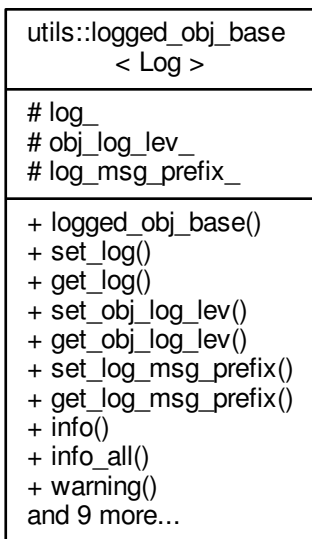 utils::logged_obj_base
< Log >
# log_
# obj_log_lev_
# log_msg_prefix_
+ logged_obj_base()
+ set_log()
+ get_log()
+ set_obj_log_lev()
+ get_obj_log_lev()
+ set_log_msg_prefix()
+ get_log_msg_prefix()
+ info()
+ info_all()
+ warning()
and 9 more...